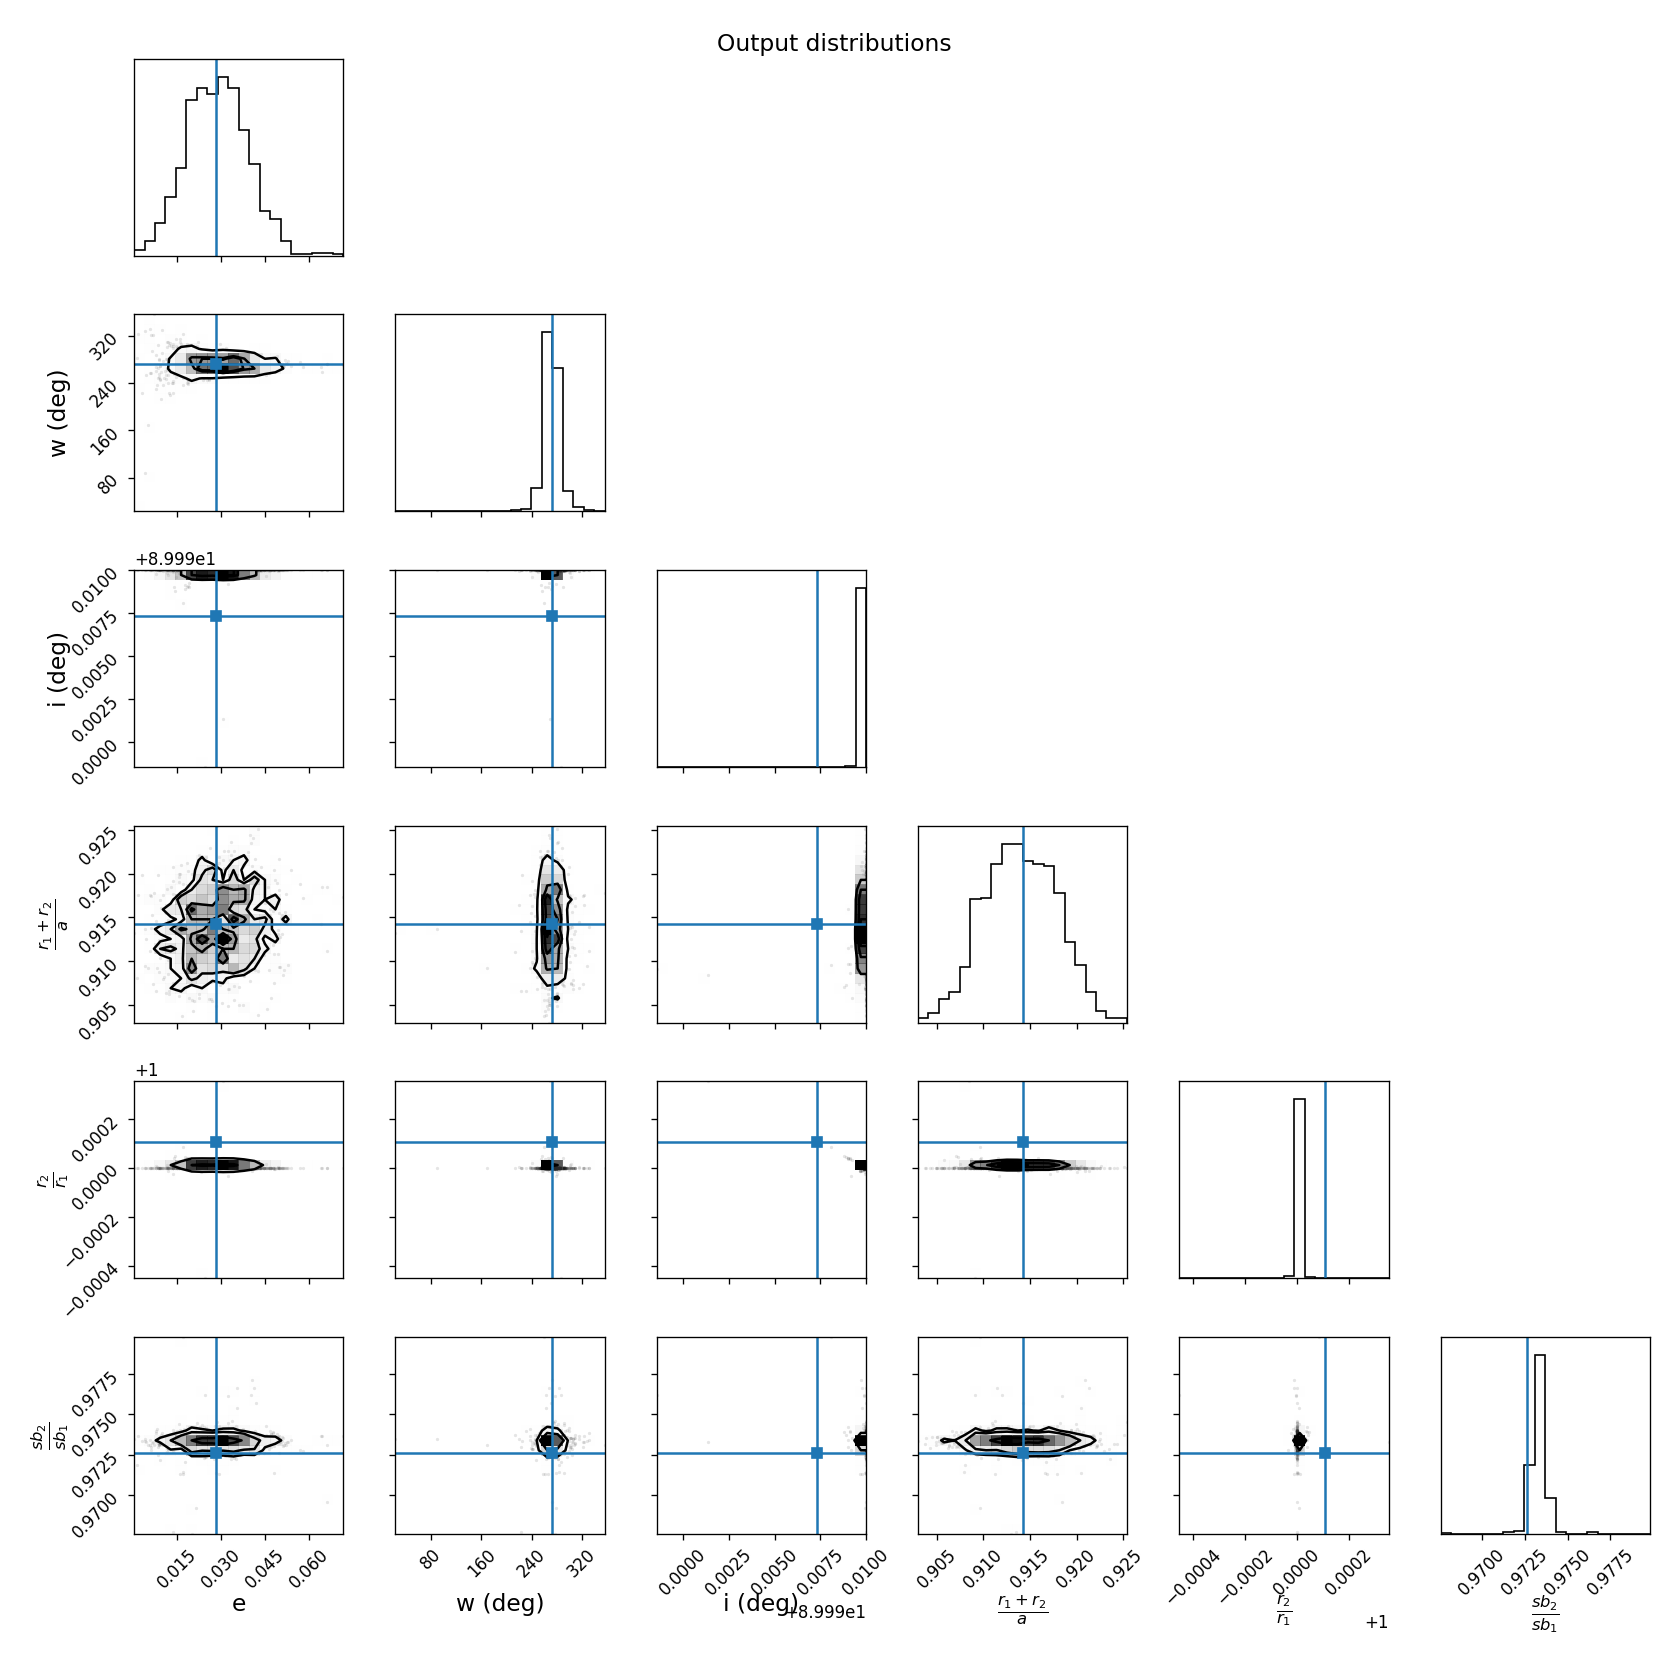 Output distributions
w (deg)
320
240
160
80
+8.999e1
i (deg)
0.0100
0.0075
0.0050
0.0025
0.0000
r₁ + r₂
a
0.925
0.920
0.915
0.910
0.905
+1
r₂
r₁
0.0002
0.0000
−0.0002
−0.0004
sb₂
sb₁
0.9775
0.9750
0.9725
0.9700
0.015 0.030 0.045 0.060
80 160 240 320
0.0000 0.0025 0.0050 0.0075 0.0100
0.905 0.910 0.915 0.920 0.925
−0.0004 −0.0002 0.0000 0.0002
0.9700 0.9725 0.9750 0.9775
e
w (deg)
i (deg)
+8.999e1
r₁ + r₂
a
r₂
r₁
+1
sb₂
sb₁